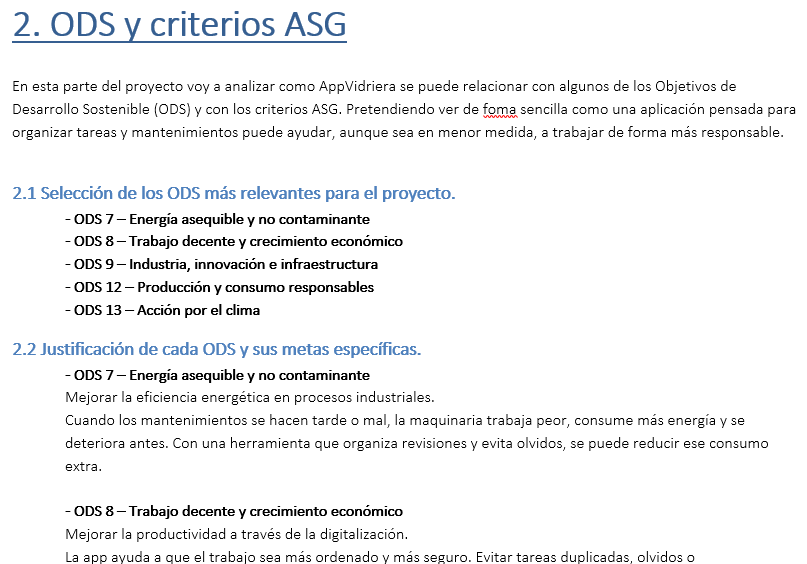 2. ODS y criterios ASG
En esta parte del proyecto voy a analizar como AppVidriera se puede relacionar con algunos de los Objetivos de
Desarrollo Sostenible (ODS) y con los criterios ASG. Pretendiendo ver de foma sencilla como una aplicación pensada para
organizar tareas y mantenimientos puede ayudar, aunque sea en menor medida, a trabajar de forma más responsable.
2.1 Selección de los ODS más relevantes para el proyecto.
- ODS 7 – Energía asequible y no contaminante
- ODS 8 – Trabajo decente y crecimiento económico
- ODS 9 – Industria, innovación e infraestructura
- ODS 12 – Producción y consumo responsables
- ODS 13 – Acción por el clima
2.2 Justificación de cada ODS y sus metas específicas.
- ODS 7 – Energía asequible y no contaminante
Mejorar la eficiencia energética en procesos industriales.
Cuando los mantenimientos se hacen tarde o mal, la maquinaria trabaja peor, consume más energía y se
deteriora antes. Con una herramienta que organiza revisiones y evita olvidos, se puede reducir ese consumo
extra.
- ODS 8 – Trabajo decente y crecimiento económico
Mejorar la productividad a través de la digitalización.
La app ayuda a que el trabajo sea más ordenado y más seguro. Evitar tareas duplicadas, olvidos o